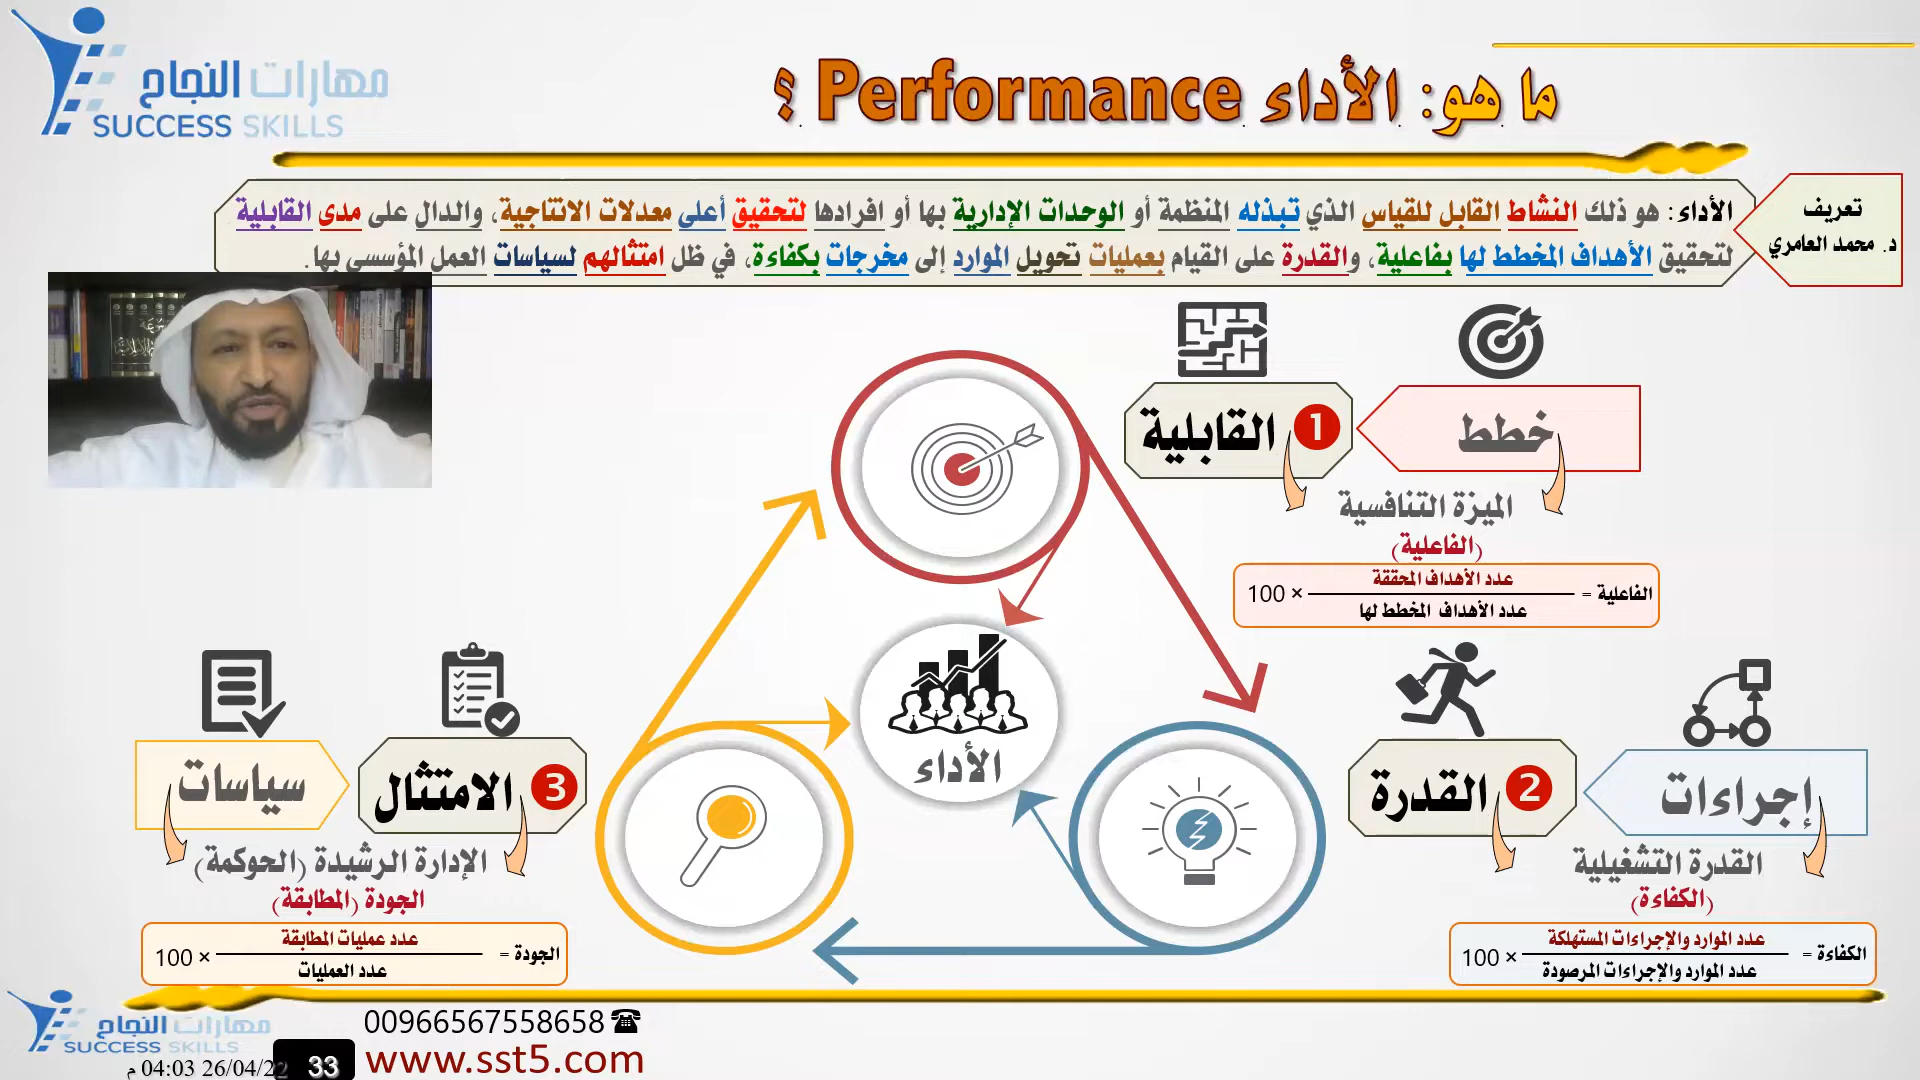 مهارات النجاح
SUCCESS SKILLS
ما هو: الأداء Performance ؟
تعريف
د. محمد العامري
الأداء: هو ذلك النشاط القابل للقياس الذي تبذله المنظمة أو الوحدات الإدارية بها أو افرادها لتحقيق أعلى معدلات الانتاجية، والدال على مدى القابلية
لتحقيق الأهداف المخطط لها بفاعلية، والقدرة على القيام بعمليات تحويل الموارد إلى مخرجات بكفاءة، في ظل امتثالهم لسياسات العمل المؤسسي بها.
خطط
1 القابلية
الميزة التنافسية
(الفاعلية)
الفاعلية = عدد الأهداف المحققة
عدد الأهداف المخطط لها
× 100
الأداء
إجراءات
2 القدرة
القدرة التشغيلية
(الكفاءة)
الكفاءة = عدد الموارد والإجراءات المستهلكة
عدد الموارد والإجراءات المرصودة
× 100
3 الامتثال
سياسات
الإدارة الرشيدة (الحوكمة)
الجودة (المطابقة)
الجودة = عدد عمليات المطابقة
عدد العمليات
× 100
مهارات النجاح
SUCCESS SKILLS
00966567558658
www.sst5.com
33
26/04/22 04:03 م